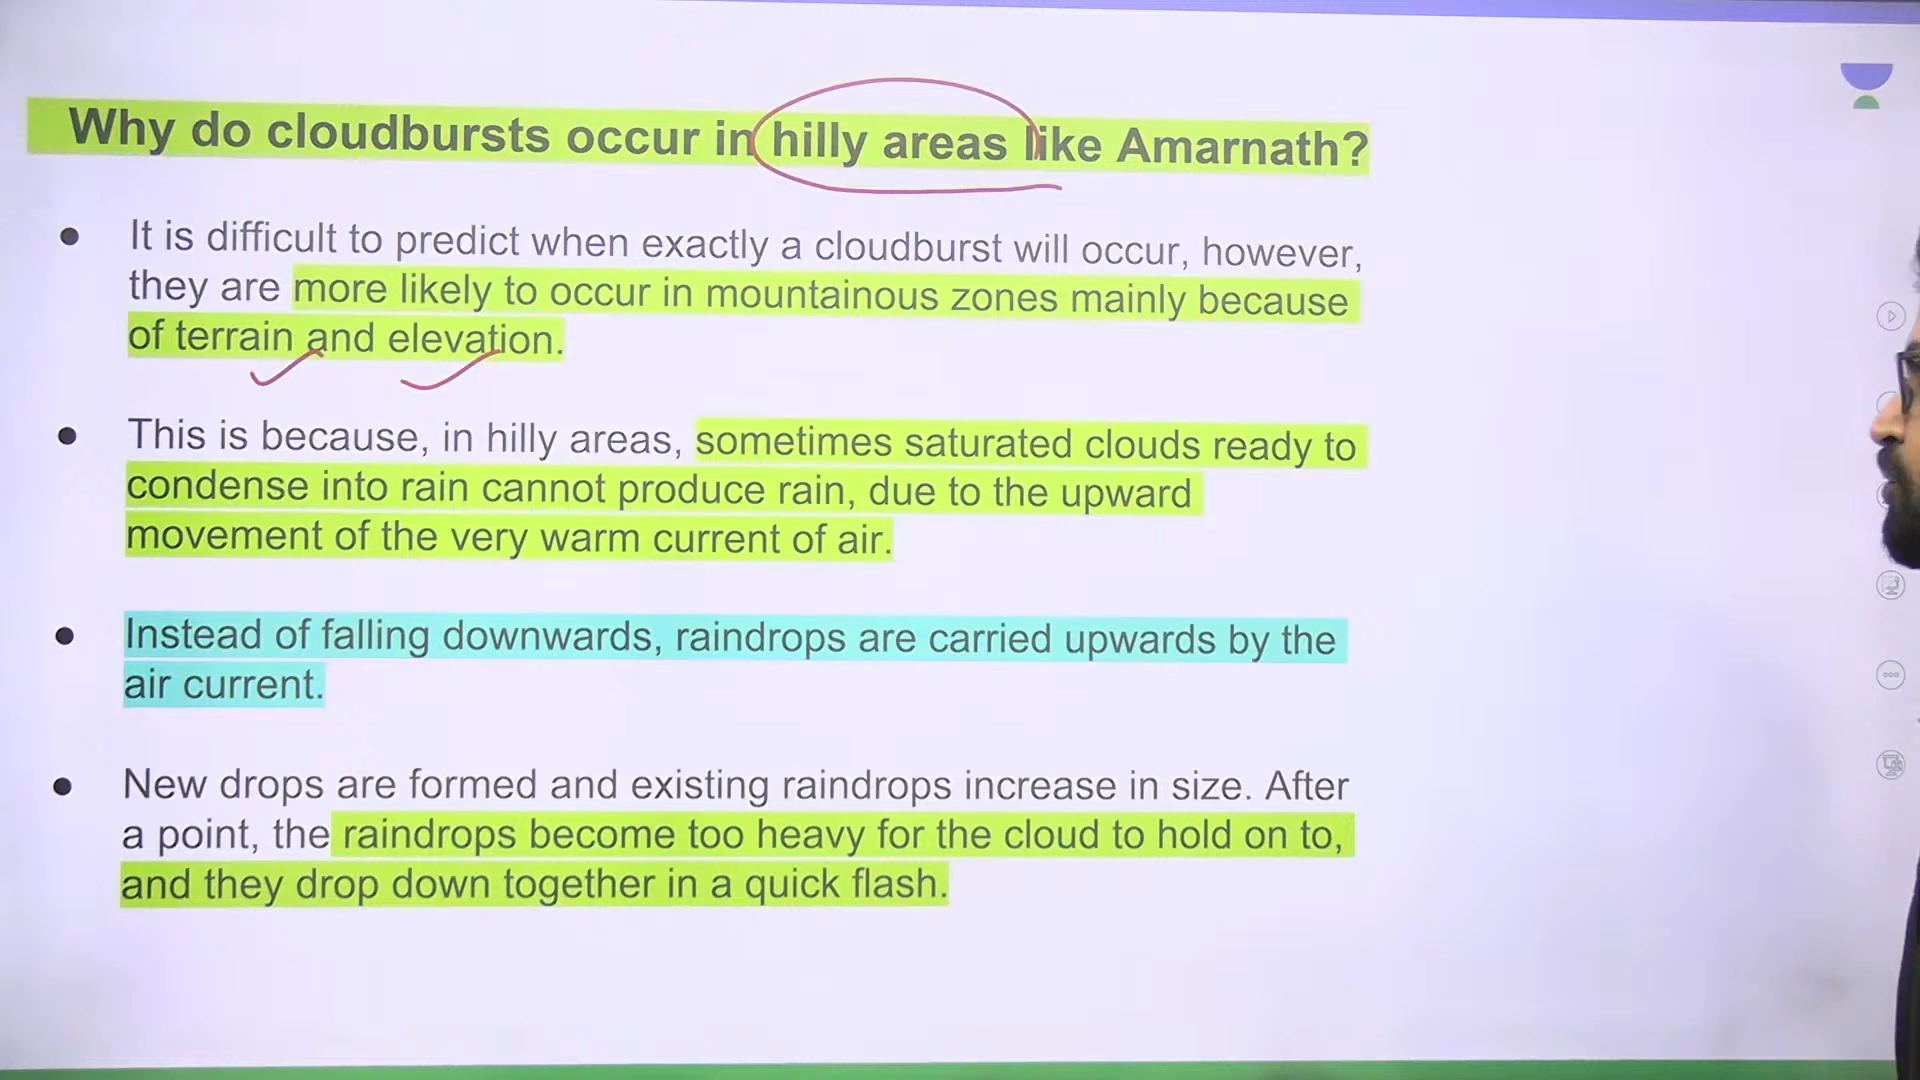 Why do cloudbursts occur in hilly areas like Amarnath?
● It is difficult to predict when exactly a cloudburst will occur, however,
they are more likely to occur in mountainous zones mainly because
of terrain and elevation.
● This is because, in hilly areas, sometimes saturated clouds ready to
condense into rain cannot produce rain, due to the upward
movement of the very warm current of air.
● Instead of falling downwards, raindrops are carried upwards by the
air current.
● New drops are formed and existing raindrops increase in size. After
a point, the raindrops become too heavy for the cloud to hold on to,
and they drop down together in a quick flash.